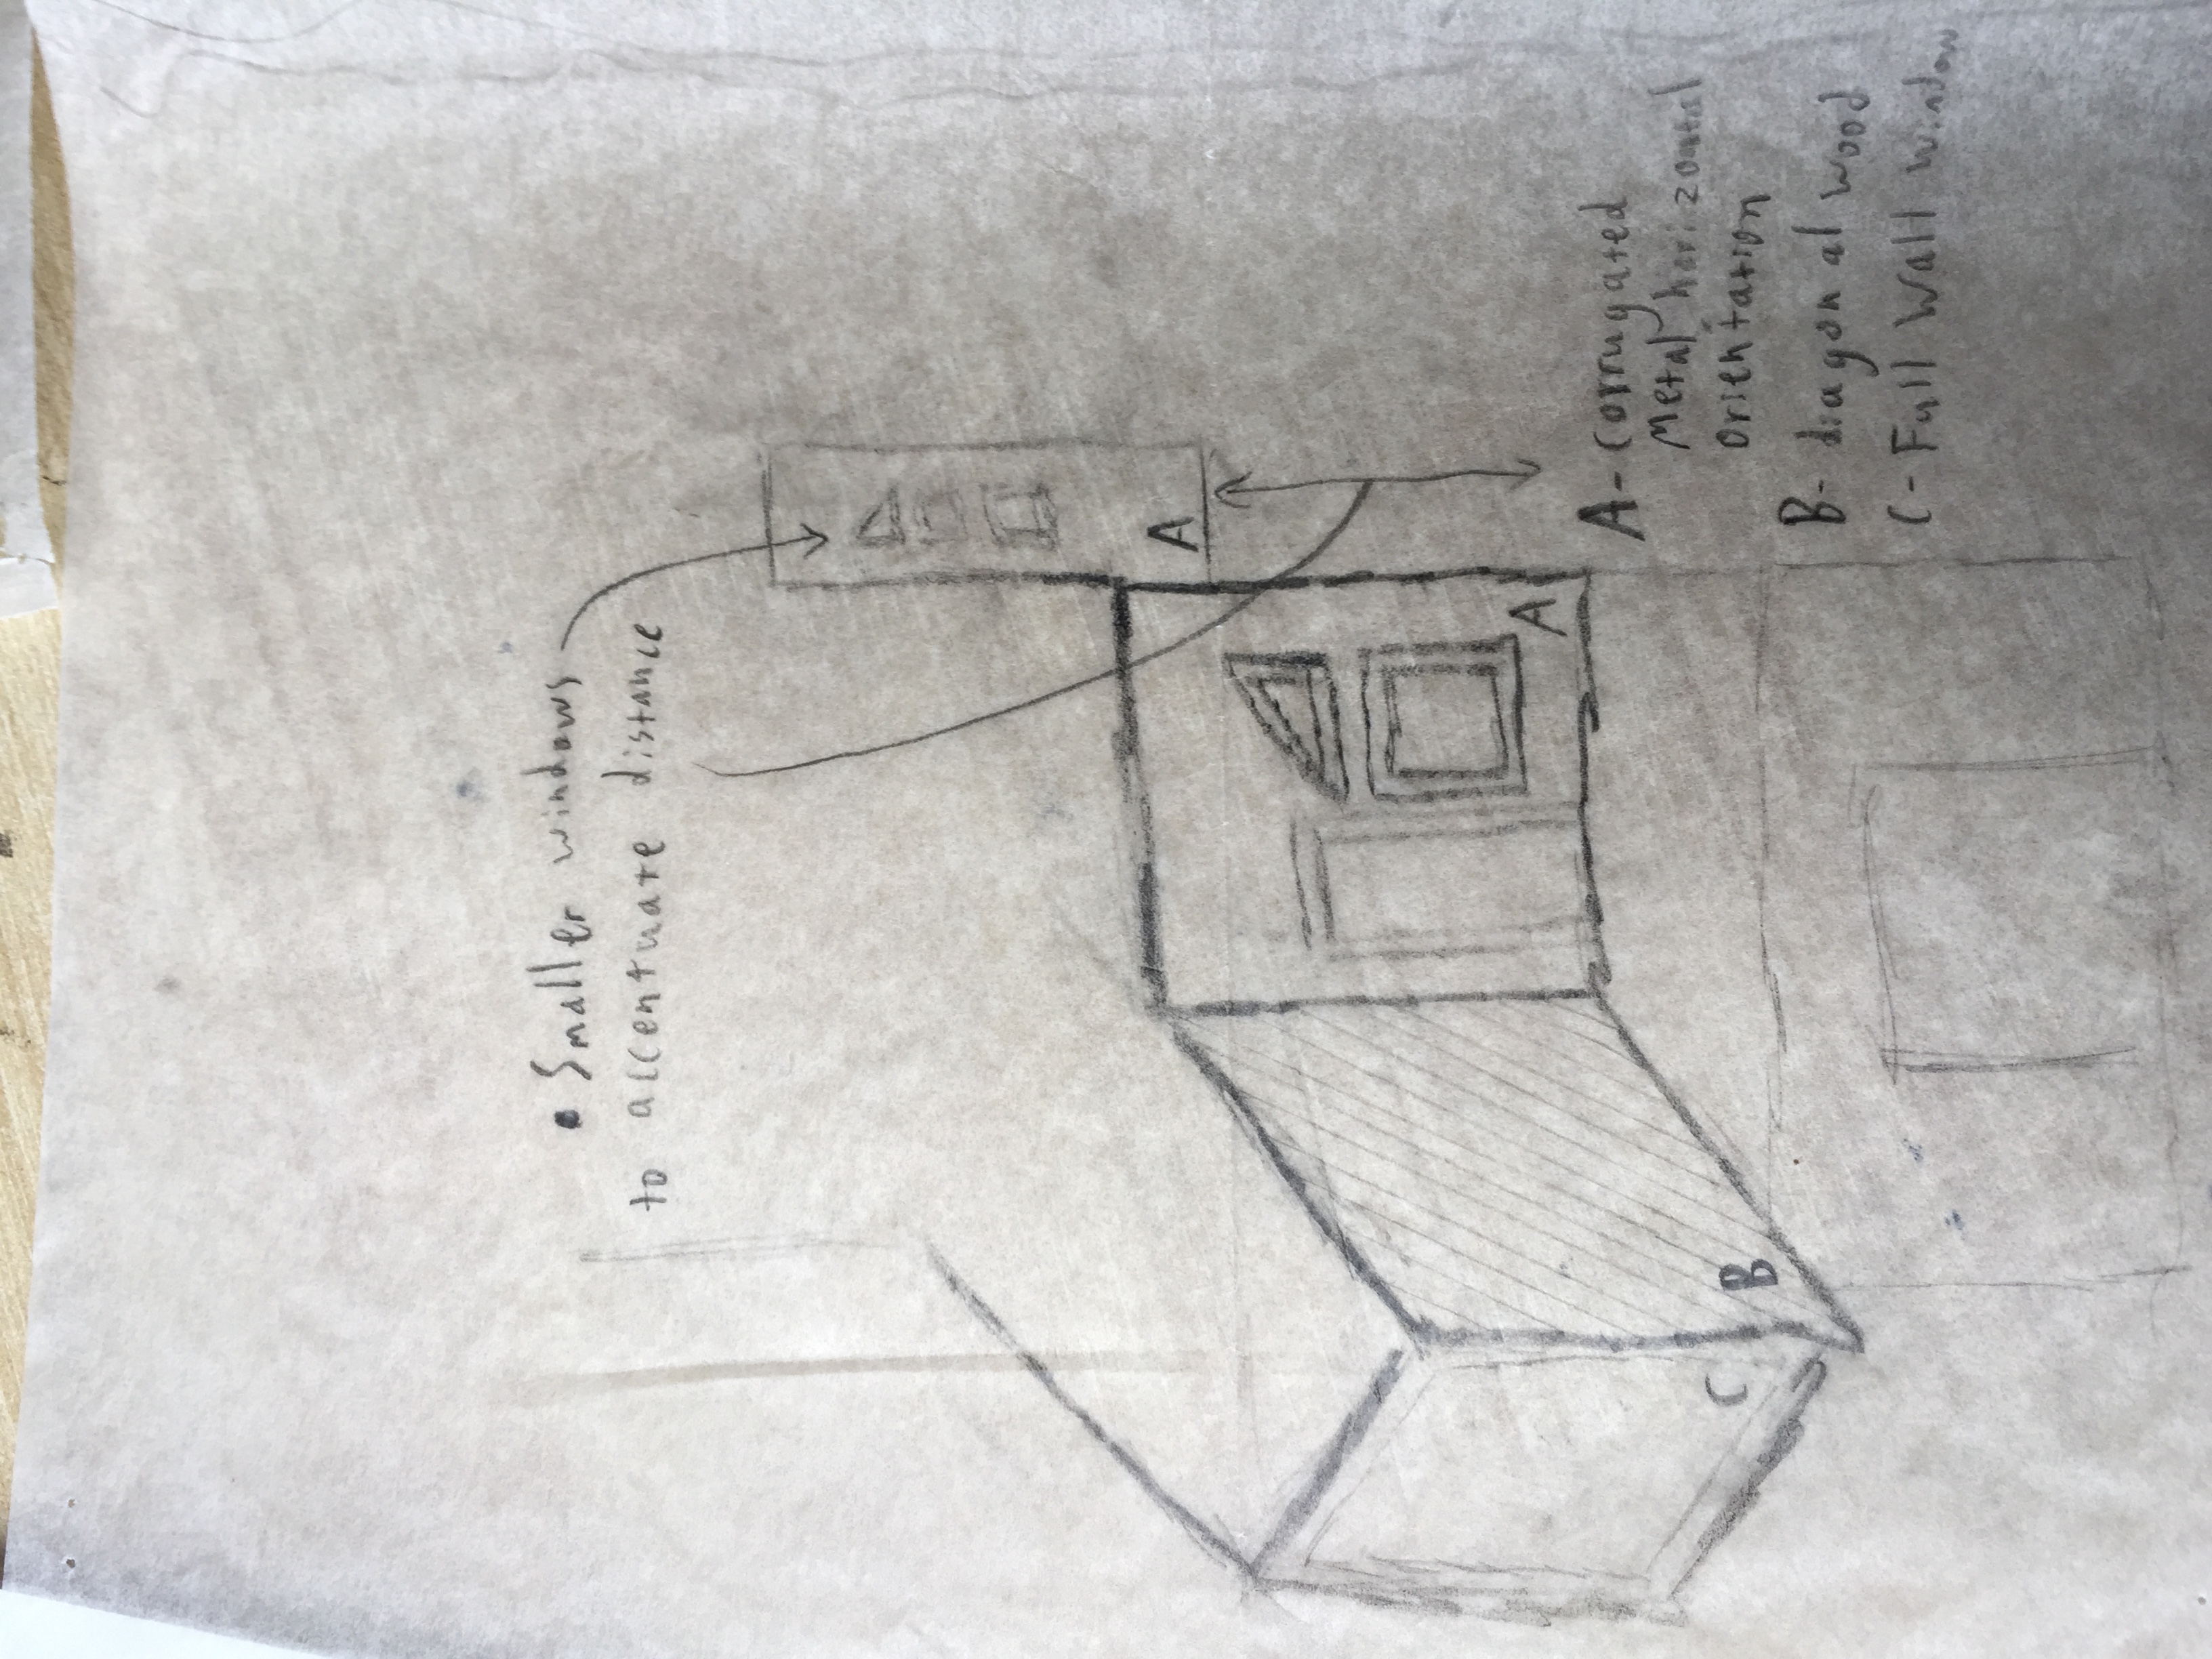 • Smaller windows
to accentuate distance
A
A
B
C
A- Corrugated
Metal horizontal
Orientation
B- diagonal wood
C- Full Wall window